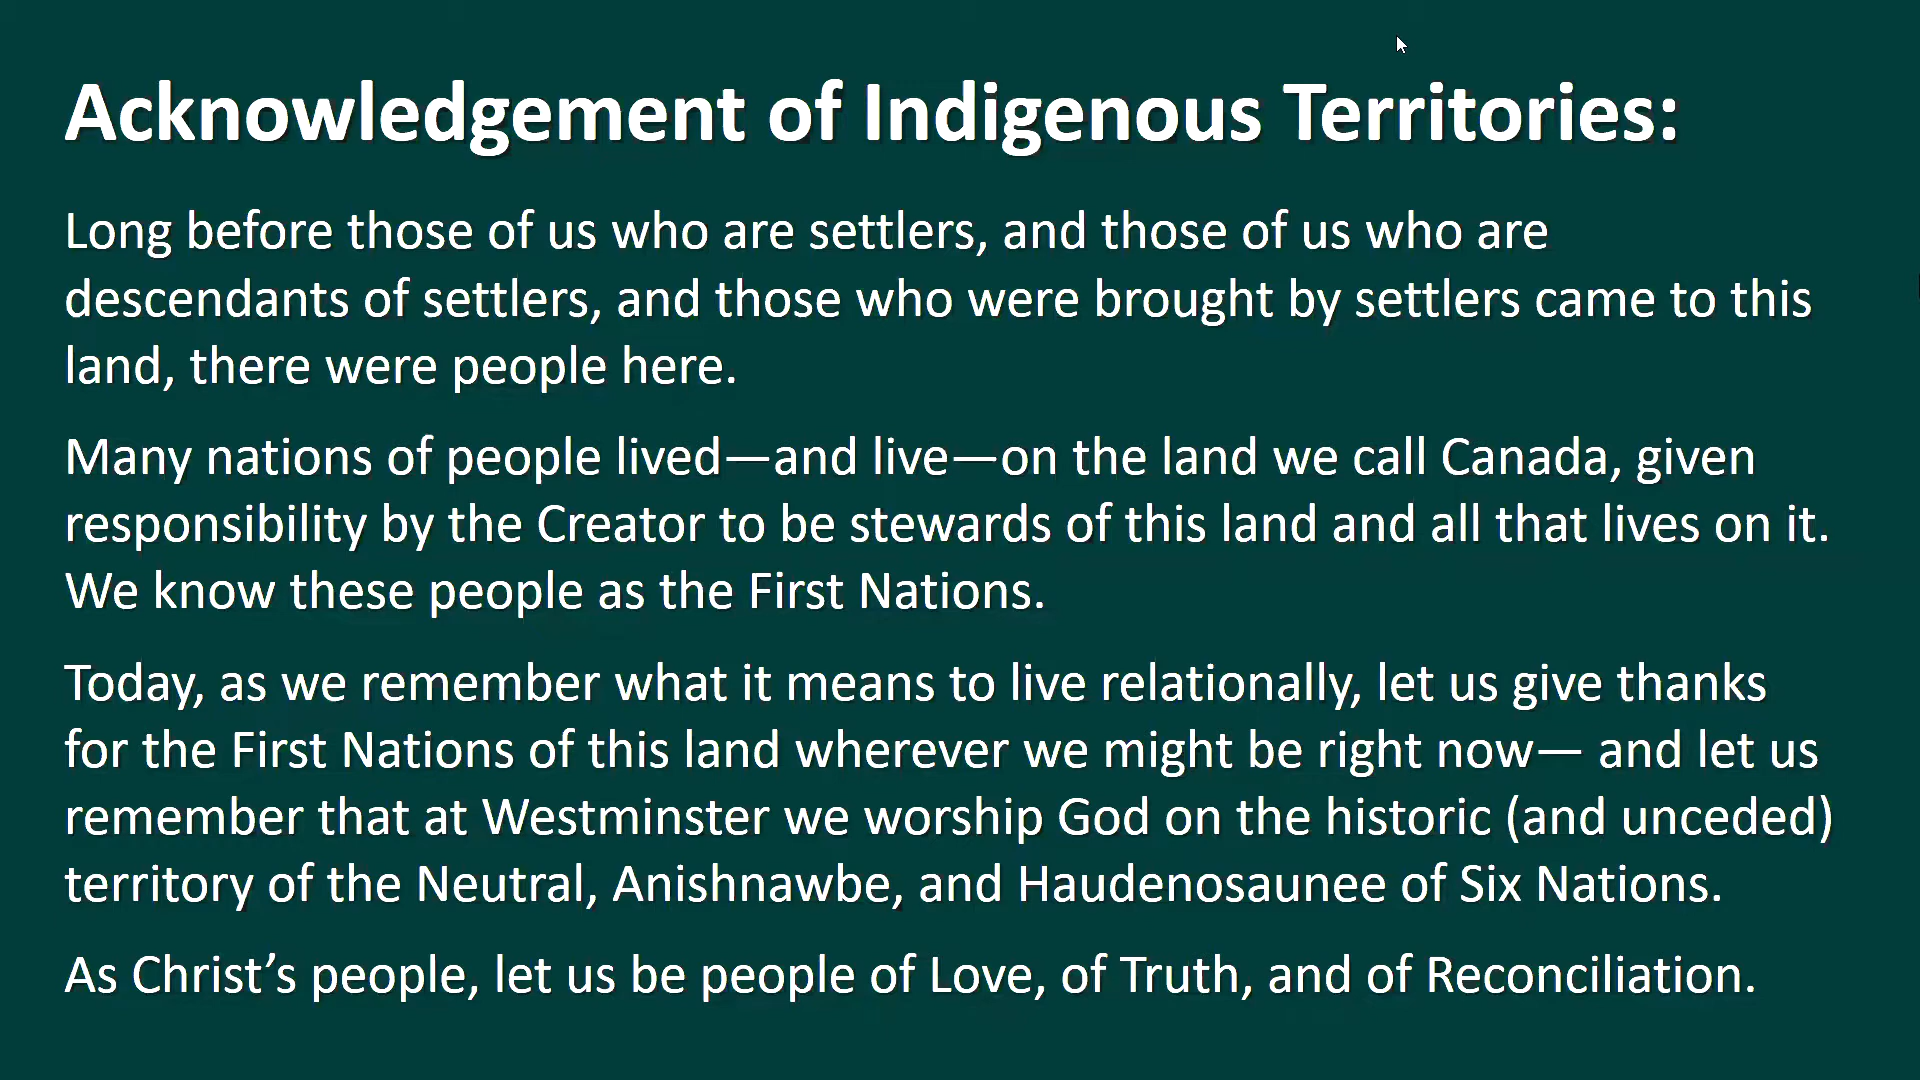 Acknowledgement of Indigenous Territories:
Long before those of us who are settlers, and those of us who are
descendants of settlers, and those who were brought by settlers came to this
land, there were people here.
Many nations of people lived—and live—on the land we call Canada, given
responsibility by the Creator to be stewards of this land and all that lives on it.
We know these people as the First Nations.
Today, as we remember what it means to live relationally, let us give thanks
for the First Nations of this land wherever we might be right now— and let us
remember that at Westminster we worship God on the historic (and unceded)
territory of the Neutral, Anishnawbe, and Haudenosaunee of Six Nations.
As Christ’s people, let us be people of Love, of Truth, and of Reconciliation.